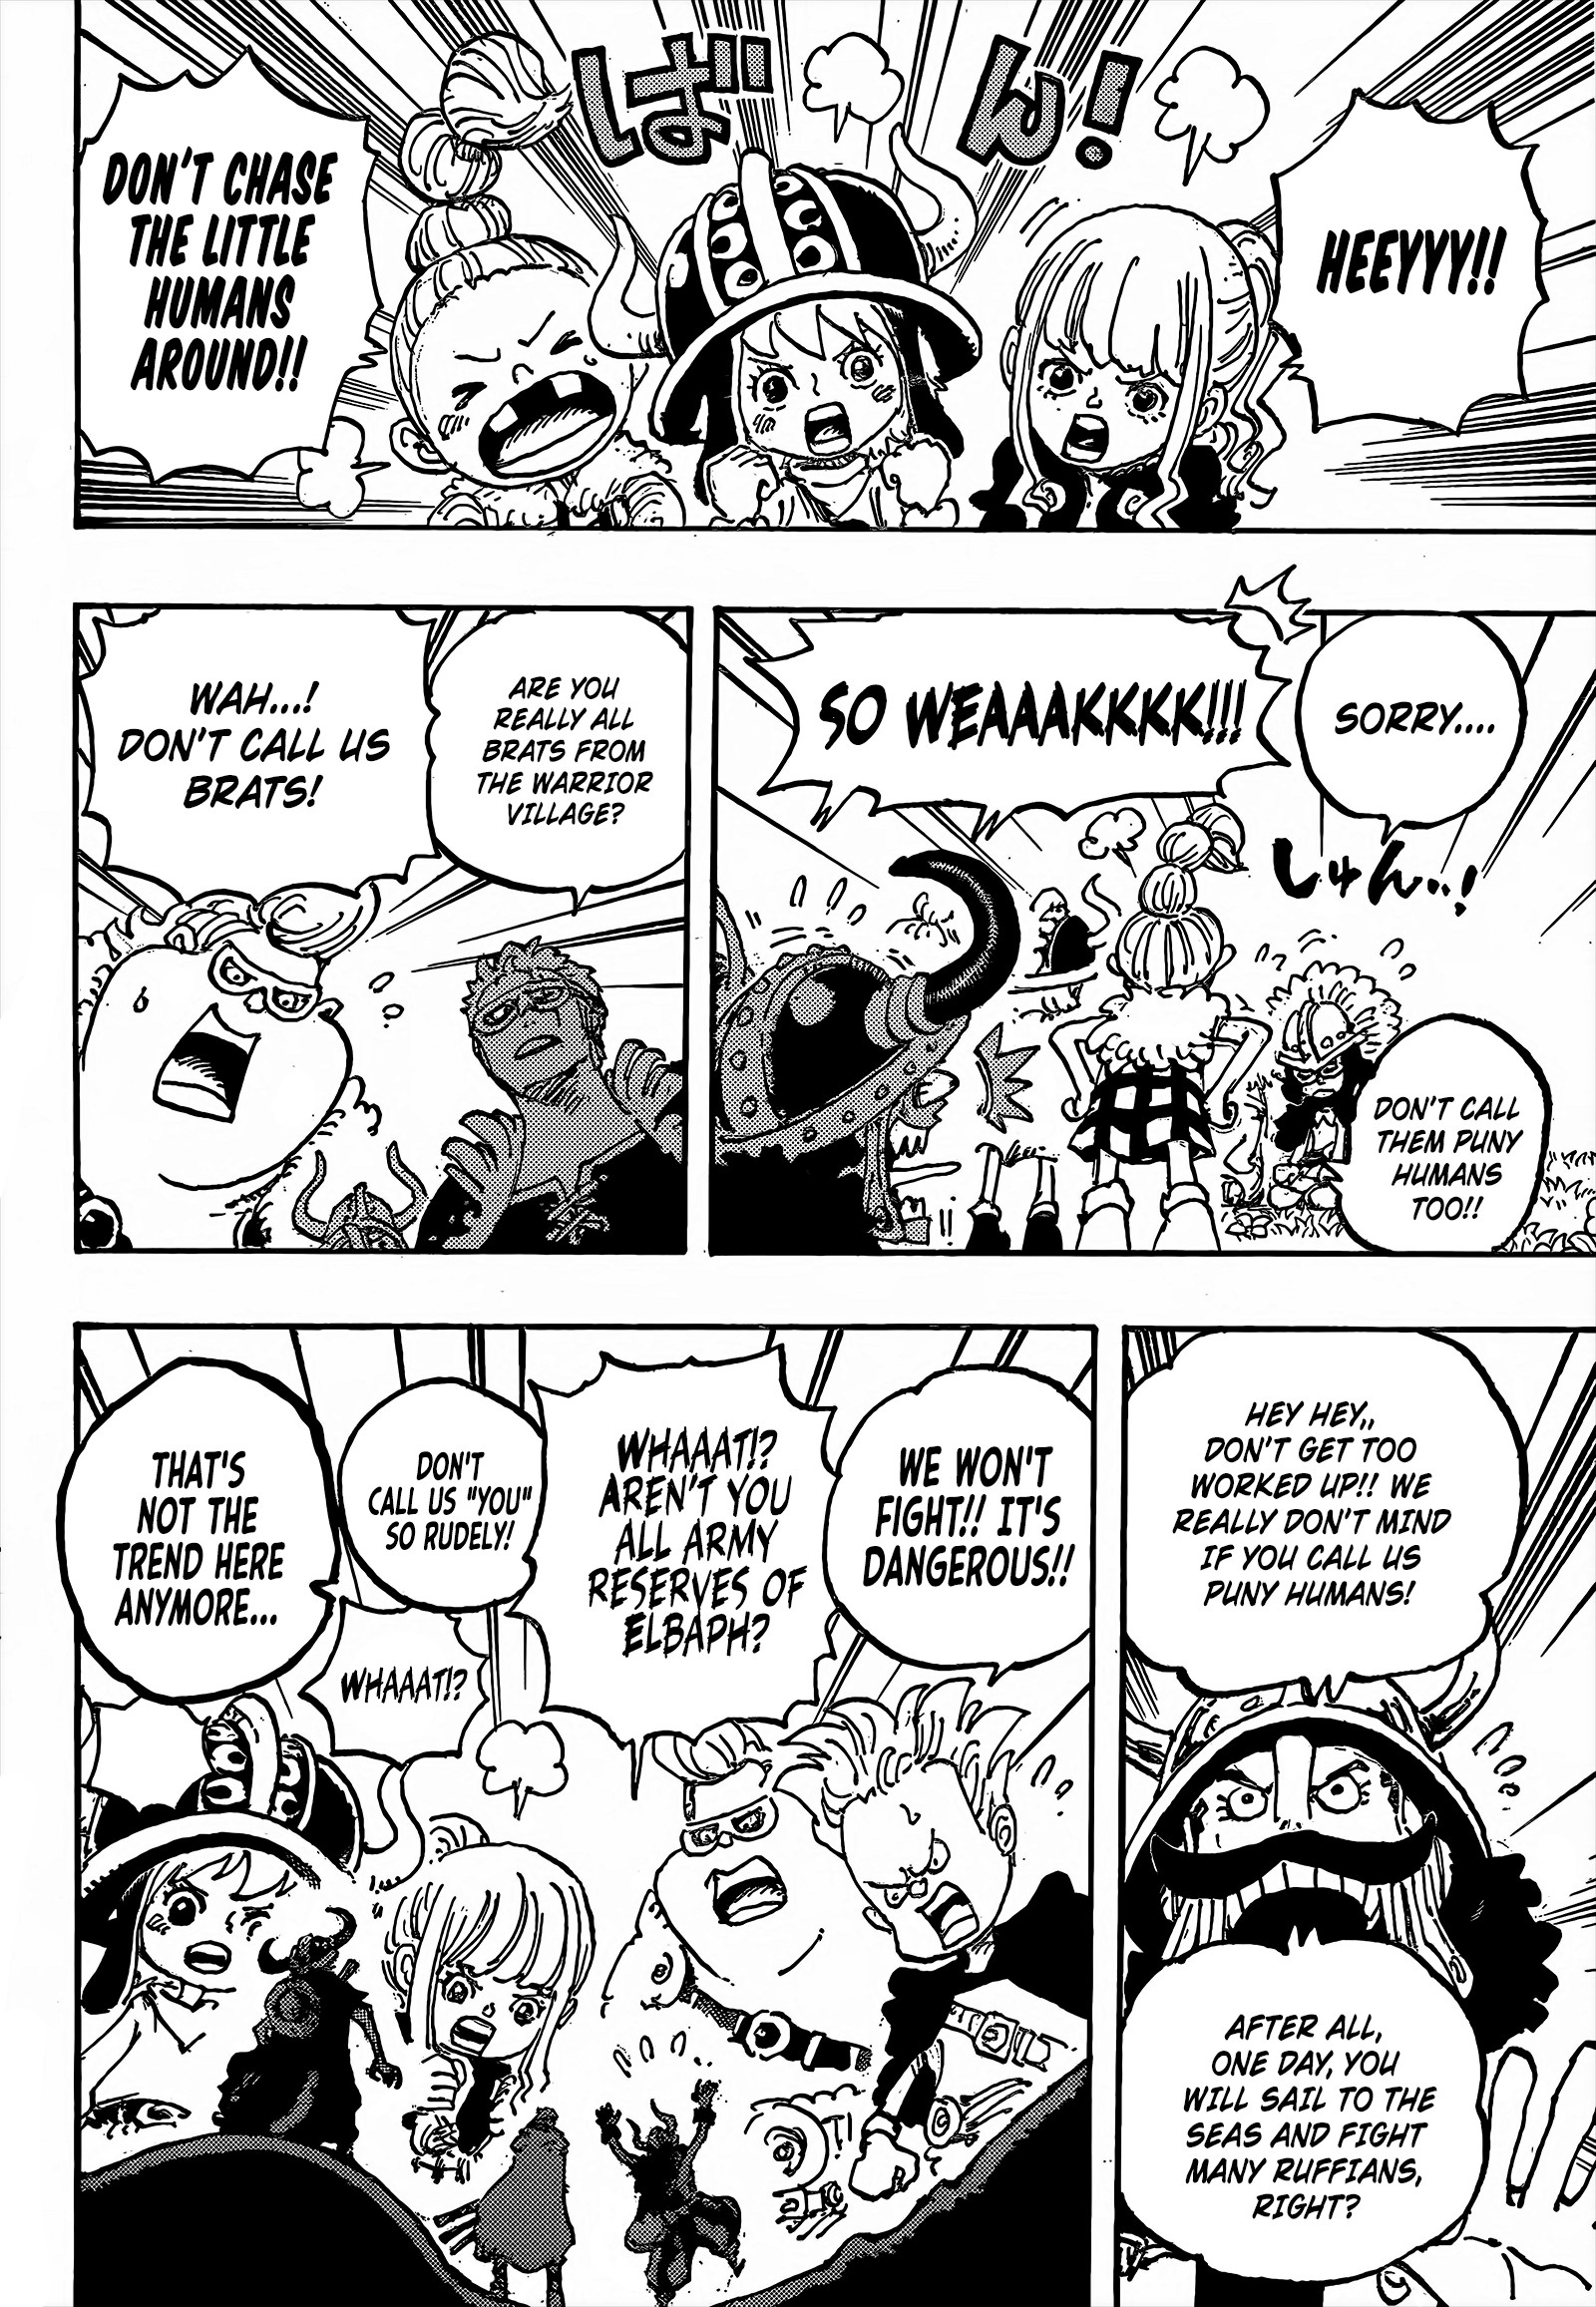 HEEYYY!!
ばん!
DON'T CHASE
THE LITTLE
HUMANS
AROUND!!
SORRY....
しゅん..!
DON'T CALL
THEM PUNY
HUMANS
TOO!!
SO WEAAAKKKK!!!
!!
ARE YOU
REALLY ALL
BRATS FROM
THE WARRIOR
VILLAGE?
WAH...!
DON'T CALL US
BRATS!
HEY HEY,,
DON'T GET TOO
WORKED UP!! WE
REALLY DON'T MIND
IF YOU CALL US
PUNY HUMANS!
AFTER ALL,
ONE DAY, YOU
WILL SAIL TO THE
SEAS AND FIGHT
MANY RUFFIANS,
RIGHT?
WE WON'T
FIGHT!! IT'S
DANGEROUS!!
WHAAAT!?
AREN'T YOU
ALL ARMY
RESERVES OF
ELBAPH?
DON'T
CALL US "YOU"
SO RUDELY!
WHAAAT!?
THAT'S
NOT THE
TREND HERE
ANYMORE...
!!